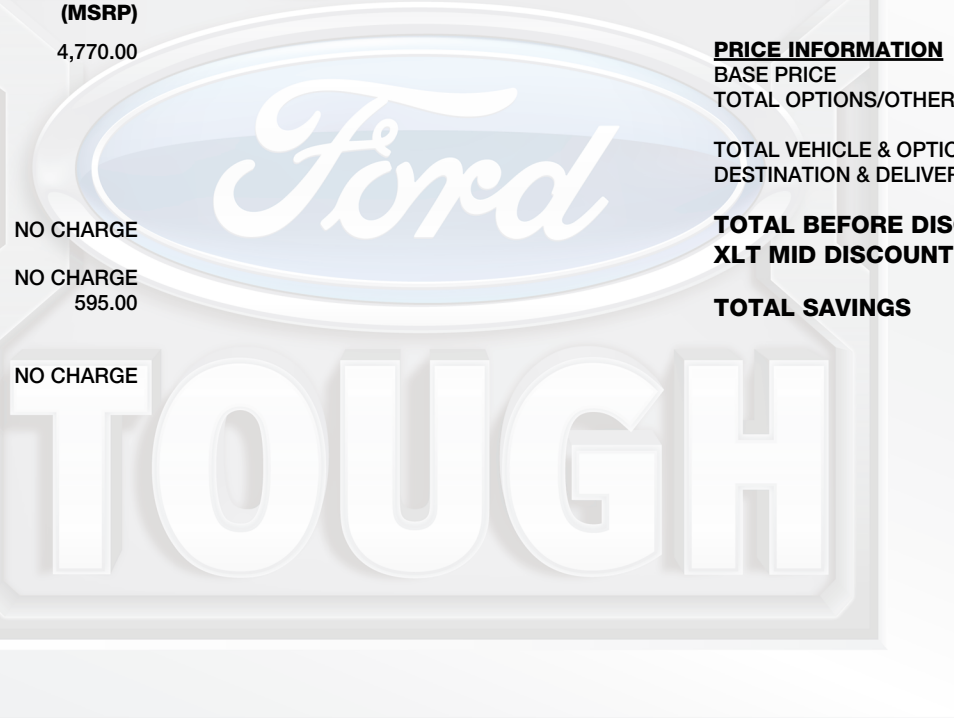 (MSRP)
4,770.00
NO CHARGE
NO CHARGE
595.00
NO CHARGE
PRICE INFORMATION
BASE PRICE
TOTAL OPTIONS/OTHER
TOTAL VEHICLE & OPTIO
DESTINATION & DELIVER
TOTAL BEFORE DISC
XLT MID DISCOUNT
TOTAL SAVINGS
Ford
TOUGH